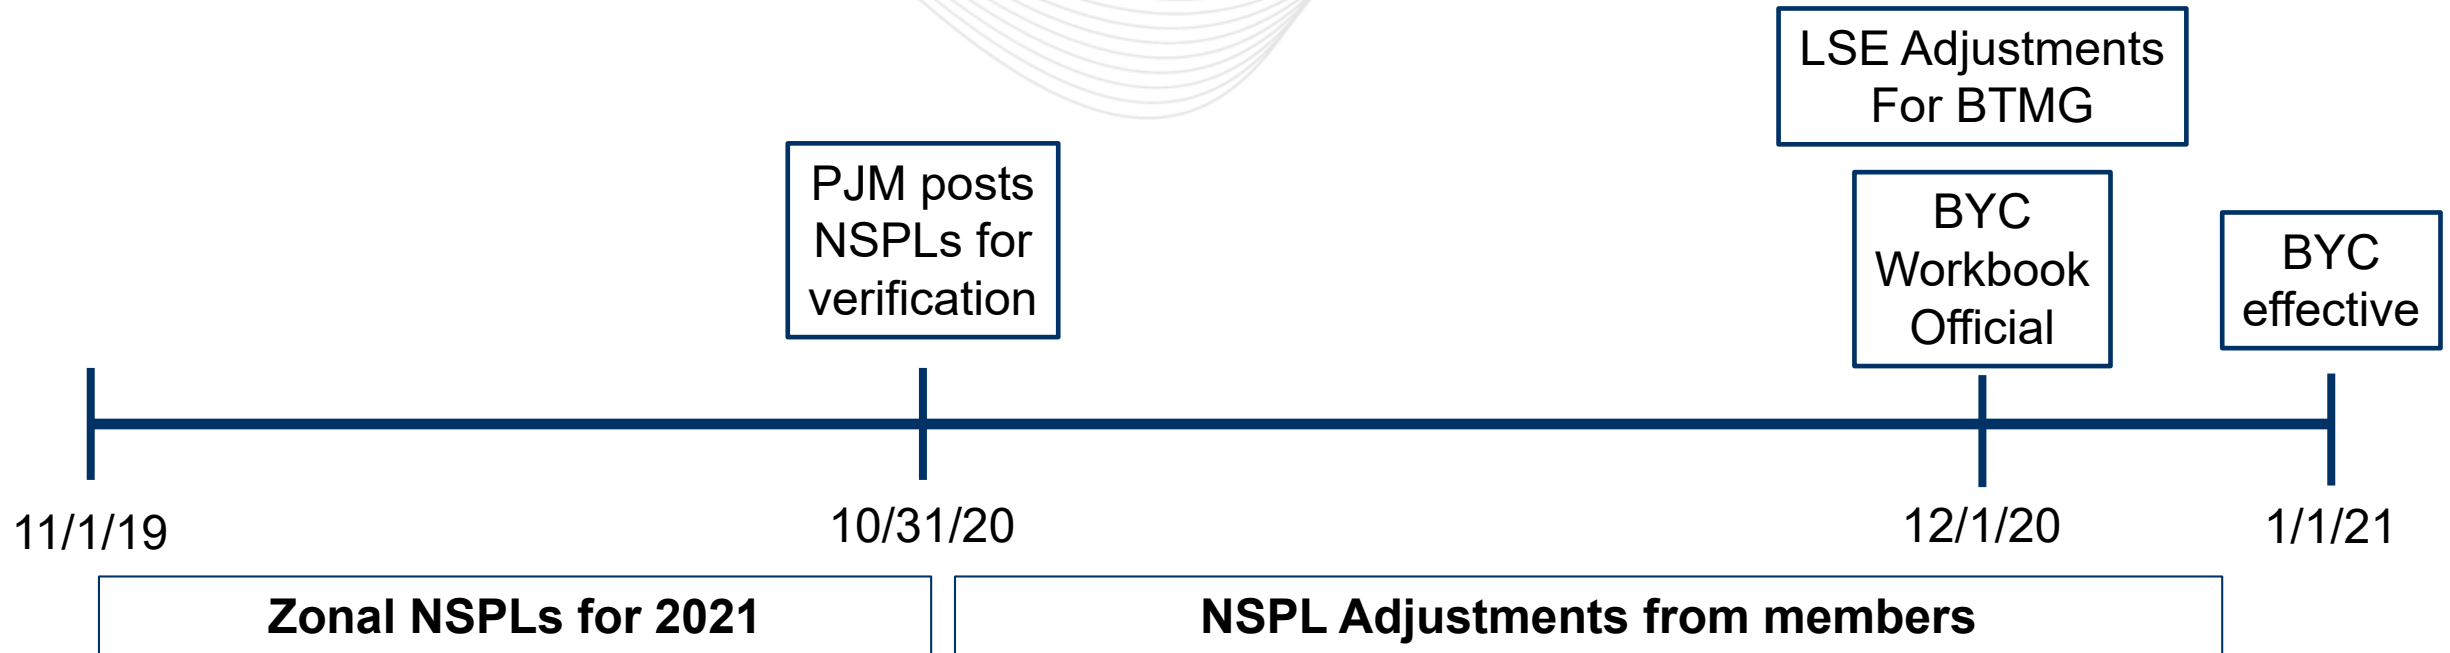 LSE Adjustments
For BTMG
PJM posts
NSPLs for
verification
BYC
Workbook
Official
BYC
effective
11/1/19
10/31/20
12/1/20
1/1/21
Zonal NSPLs for 2021
NSPL Adjustments from members